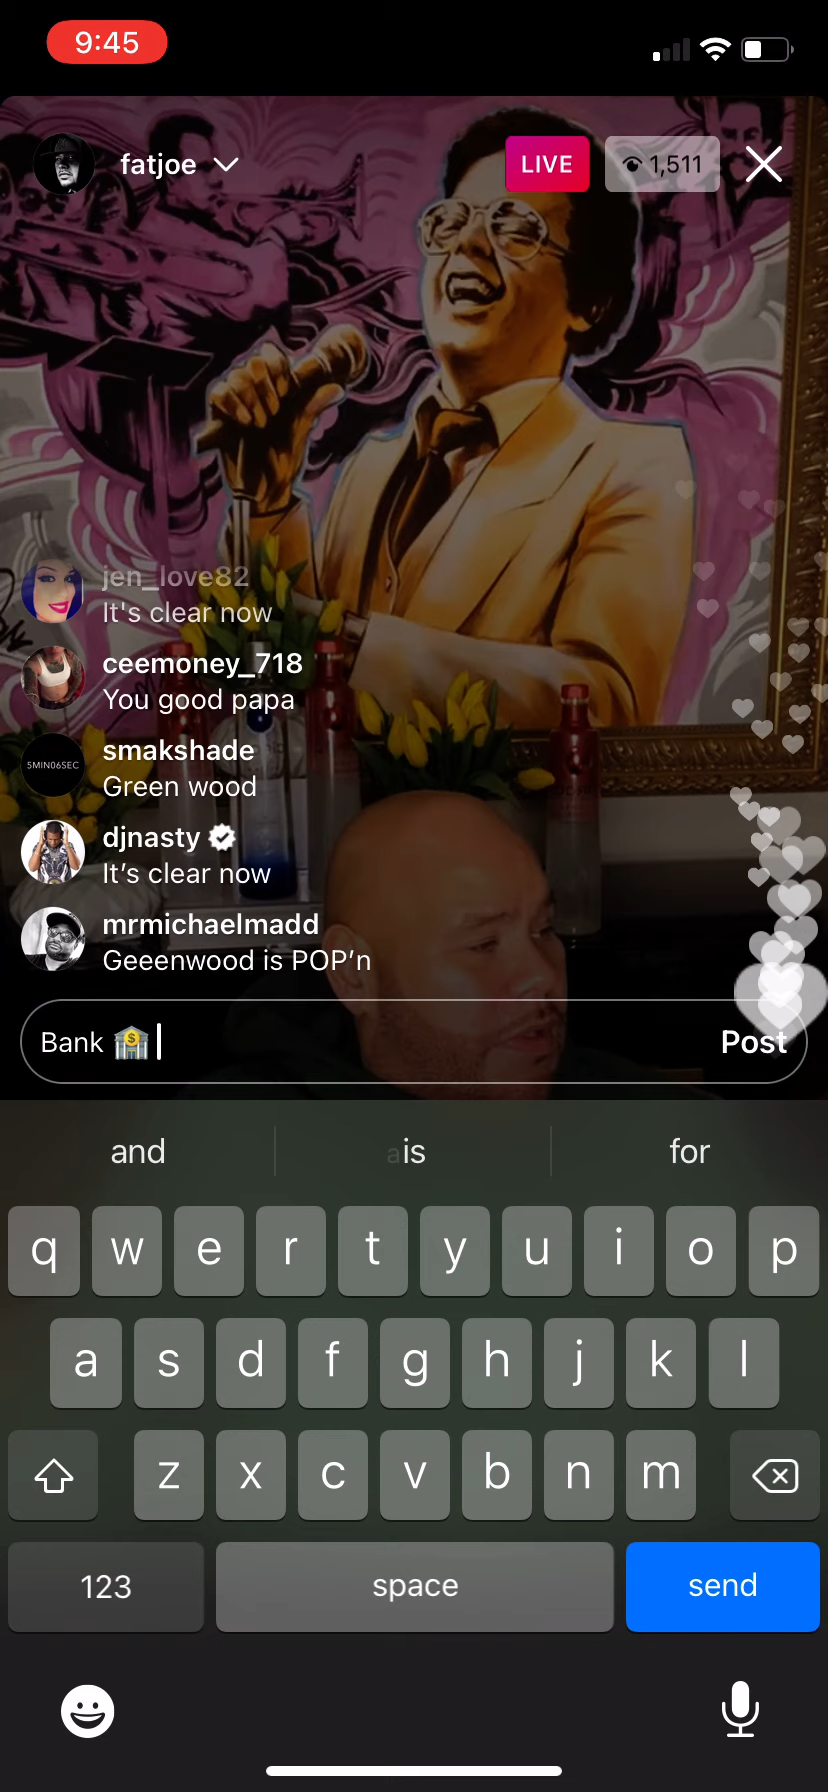 9:45
fatjoe
LIVE
1,511
jen_love82
It's clear now
ceemoney_718
You good papa
5MIN06SEC
smakshade
Green wood
djnasty
It's clear now
mrmichaelmadd
Geeenwood is POP'n
Bank 🏦
Post
and is for
q w e r t y u i o p
a s d f g h j k l
z x c v b n m
123 space send